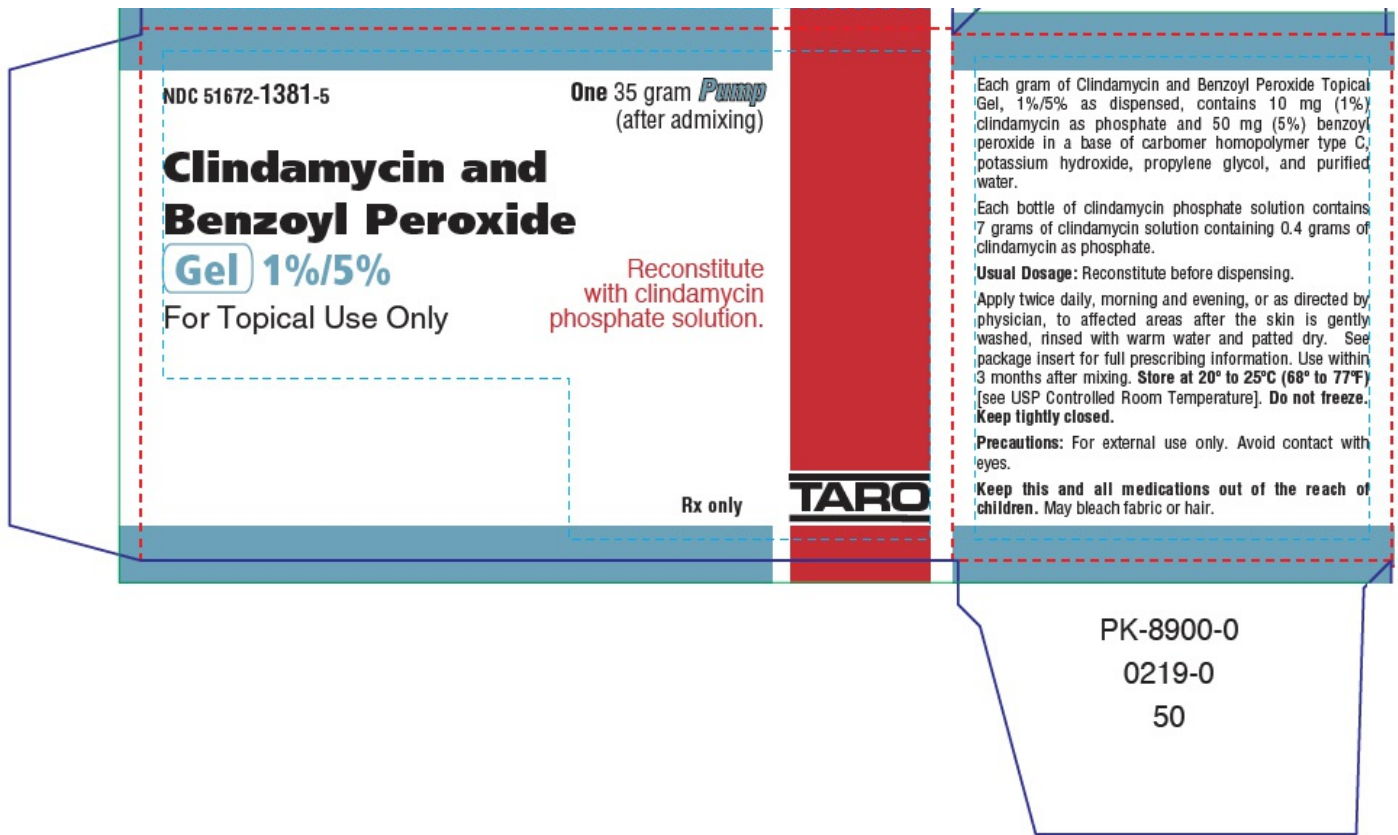 NDC 51672-1381-5
One 35 gram Pump
(after admixing)
Clindamycin and
Benzoyl Peroxide
Gel 1%/5%
For Topical Use Only
Reconstitute
with clindamycin
phosphate solution.
Rx only
TARO
Each gram of Clindamycin and Benzoyl Peroxide Topical
Gel, 1%/5% as dispensed, contains 10 mg (1%)
clindamycin as phosphate and 50 mg (5%) benzoyl
peroxide in a base of carbomer homopolymer type C,
potassium hydroxide, propylene glycol, and purified
water.
Each bottle of clindamycin phosphate solution contains
7 grams of clindamycin solution containing 0.4 grams of
clindamycin as phosphate.
Usual Dosage: Reconstitute before dispensing.
Apply twice daily, morning and evening, or as directed by
physician, to affected areas after the skin is gently
washed, rinsed with warm water and patted dry. See
package insert for full prescribing information. Use within
3 months after mixing. Store at 20º to 25ºC (68º to 77ºF)
[see USP Controlled Room Temperature]. Do not freeze.
Keep tightly closed.
Precautions: For external use only. Avoid contact with
eyes.
Keep this and all medications out of the reach of
children. May bleach fabric or hair.
PK-8900-0
0219-0
50